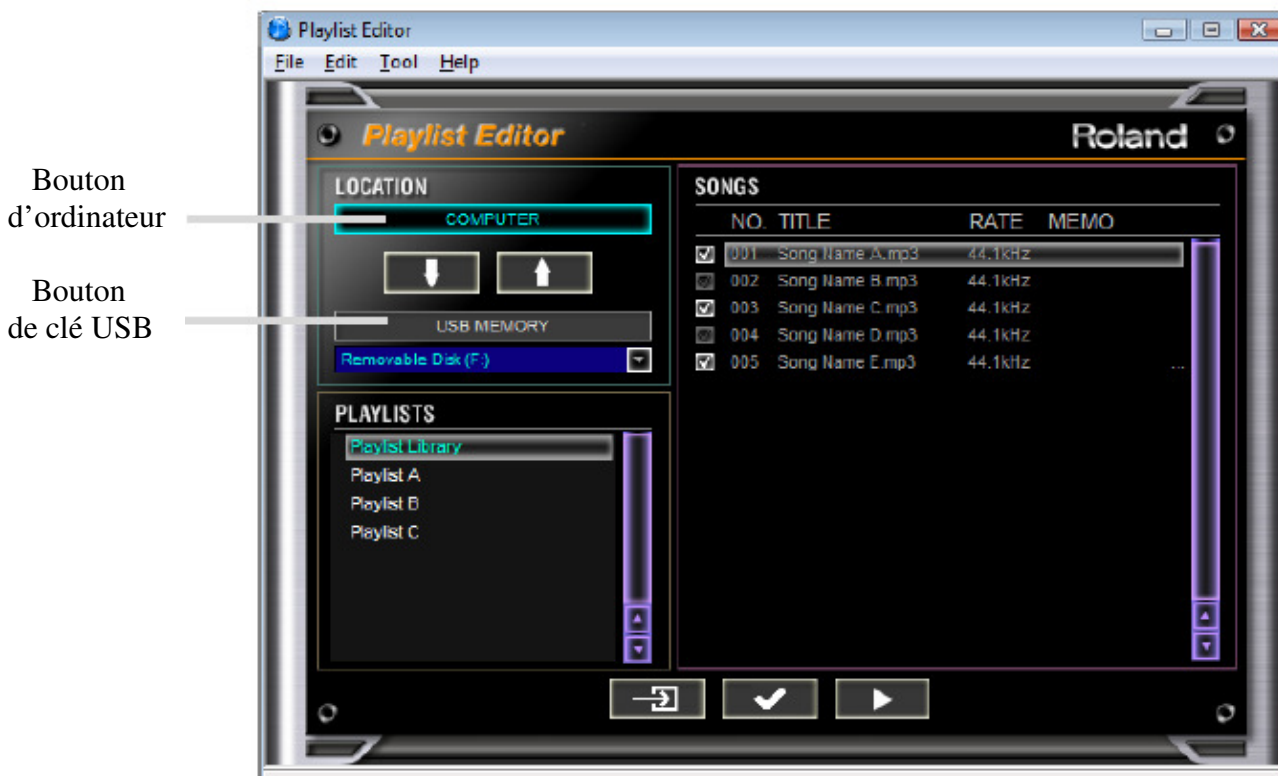 Playlist Editor
File Edit Tool Help
Playlist Editor
Roland
Bouton
d'ordinateur
Bouton
de clé USB
LOCATION
COMPUTER
USB MEMORY
Removable Disk (F:)
PLAYLISTS
Playlist Library
Playlist A
Playlist B
Playlist C
SONGS
NO. TITLE RATE MEMO
001 Song Name A.mp3 44.1kHz
002 Song Name B.mp3 44.1kHz
003 Song Name C.mp3 44.1kHz
004 Song Name D.mp3 44.1kHz
005 Song Name E.mp3 44.1kHz ...